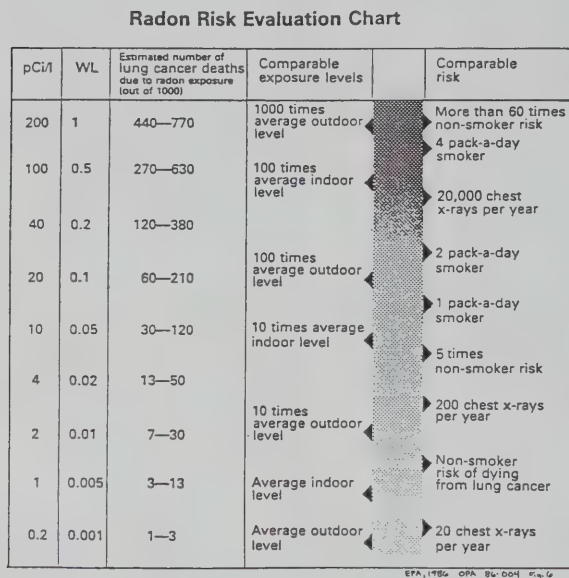 Radon Risk Evaluation Chart
pCi/l
WL
Estimated number of
lung cancer deaths
due to radon exposure
(out of 1000)
Comparable
exposure levels
Comparable
risk
200 1 440—770
1000 times
average outdoor
level
More than 60 times
non-smoker risk
4 pack-a-day
smoker
100 0.5 270—630
100 times
average indoor
level
20,000 chest
x-rays per year
40 0.2 120—380
2 pack-a-day
smoker
20 0.1 60—210
100 times
average outdoor
level
1 pack-a-day
smoker
10 0.05 30—120
10 times average
indoor level
5 times
non-smoker risk
4 0.02 13—50
200 chest x-rays
per year
2 0.01 7—30
10 times
average outdoor
level
Non-smoker
risk of dying
from lung cancer
1 0.005 3—13
Average indoor
level
0.2 0.001 1—3
Average outdoor
level
20 chest x-rays
per year
EPA, 1986 OPA 86-004 Fig. 6